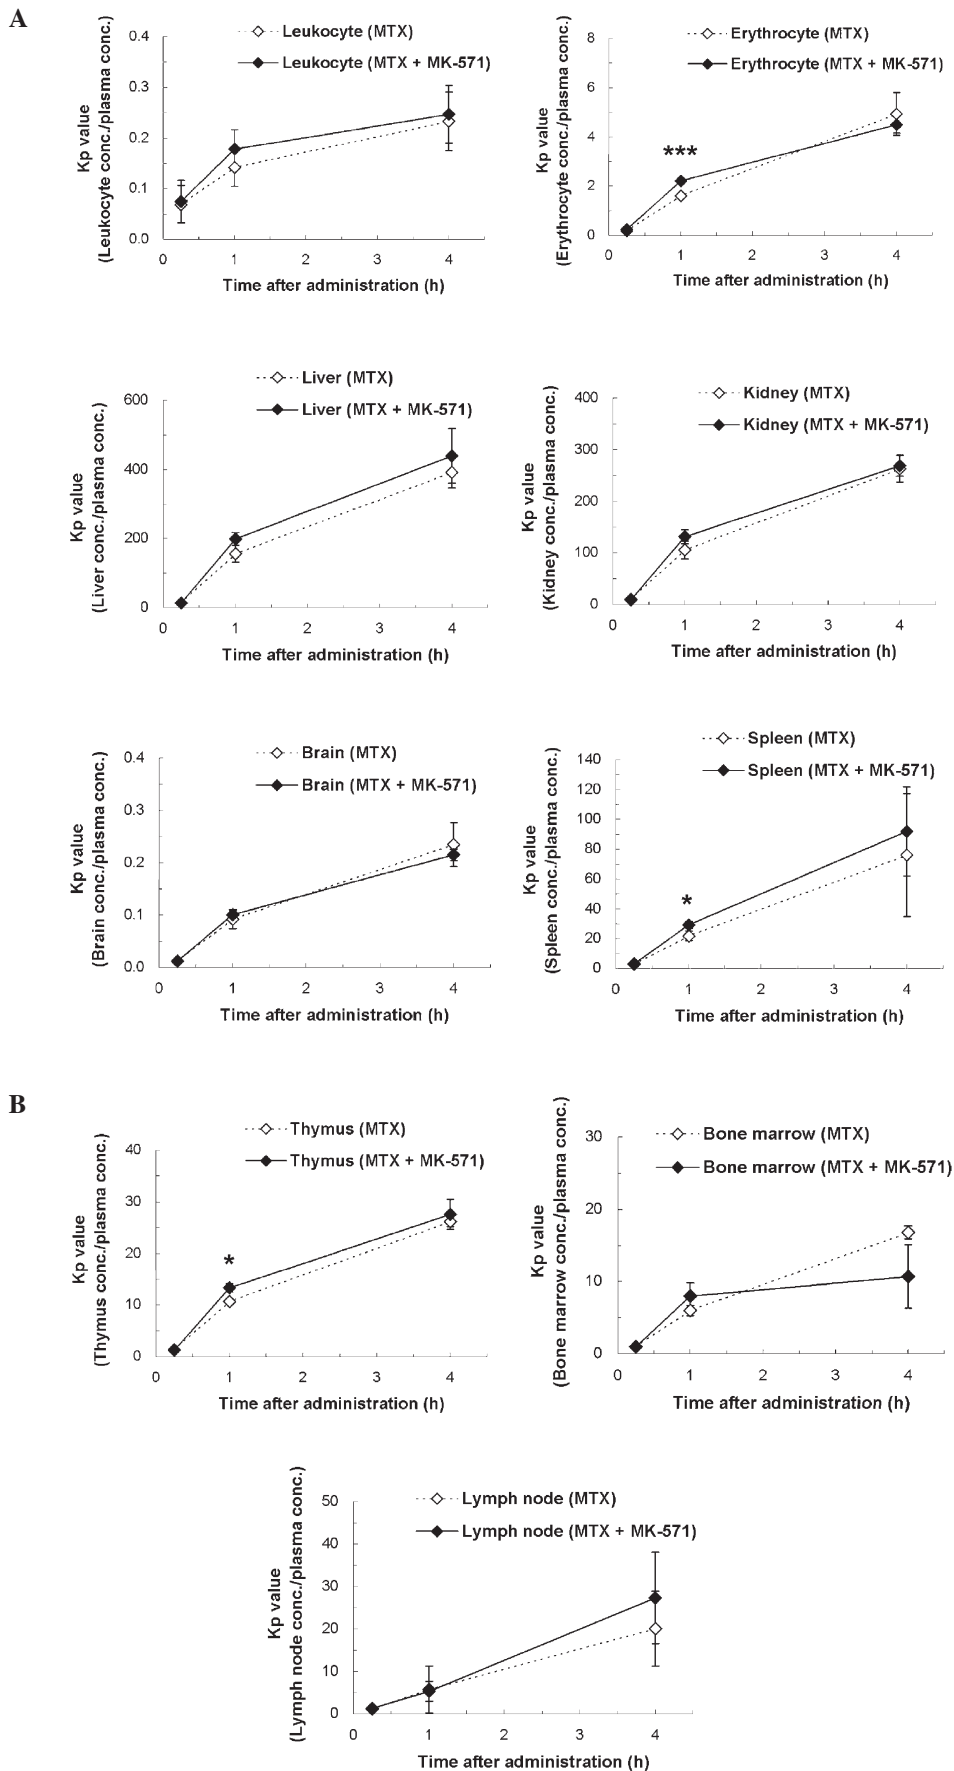 A
Leukocyte (MTX)
Leukocyte (MTX + MK-571)
Kp value
(Leukocyte conc./plasma conc.)
0.4
0.3
0.2
0.1
0.0
0 1 2 3 4
Time after administration (h)
Erythrocyte (MTX)
Erythrocyte (MTX + MK-571)
Kp value
(Erythrocyte conc./plasma conc.)
8
6
4
2
0
***
0 1 2 3 4
Time after administration (h)
Liver (MTX)
Liver (MTX + MK-571)
Kp value
(Liver conc./plasma conc.)
600
400
200
0
0 1 2 3 4
Time after administration (h)
Kidney (MTX)
Kidney (MTX + MK-571)
Kp value
(Kidney conc./plasma conc.)
400
300
200
100
0
0 1 2 3 4
Time after administration (h)
Brain (MTX)
Brain (MTX + MK-571)
Kp value
(Brain conc./plasma conc.)
0.4
0.3
0.2
0.1
0.0
0 1 2 3 4
Time after administration (h)
Spleen (MTX)
Spleen (MTX + MK-571)
Kp value
(Spleen conc./plasma conc.)
140
120
100
80
60
40
20
0
*
0 1 2 3 4
Time after administration (h)
B
Thymus (MTX)
Thymus (MTX + MK-571)
Kp value
(Thymus conc./plasma conc.)
40
30
20
10
0
*
0 1 2 3 4
Time after administration (h)
Bone marrow (MTX)
Bone marrow (MTX + MK-571)
Kp value
(Bone marrow conc./plasma conc.)
30
20
10
0
0 1 2 3 4
Time after administration (h)
Lymph node (MTX)
Lymph node (MTX + MK-571)
Kp value
(Lymph node conc./plasma conc.)
50
40
30
20
10
0
0 1 2 3 4
Time after administration (h)